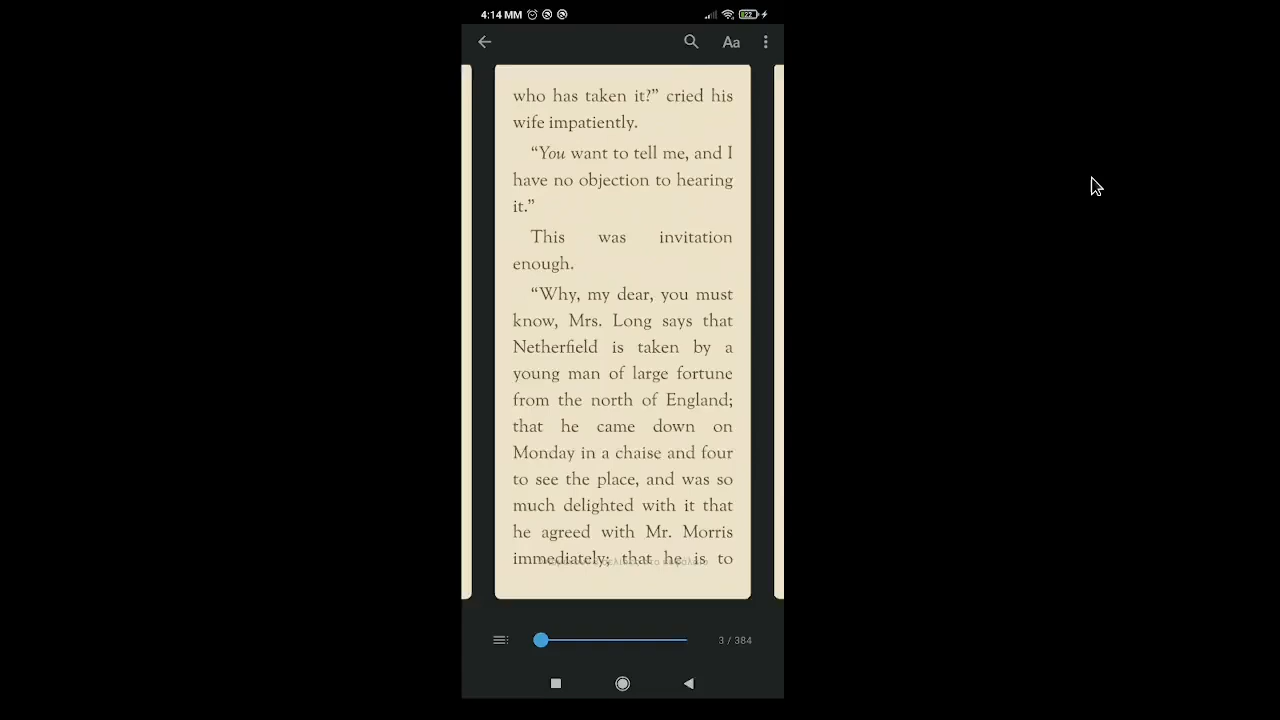 4:14 MM
22
Aa
who has taken it?” cried his
wife impatiently.
“You want to tell me, and I
have no objection to hearing
it.”
This was invitation
enough.
“Why, my dear, you must
know, Mrs. Long says that
Netherfield is taken by a
young man of large fortune
from the north of England;
that he came down on
Monday in a chaise and four
to see the place, and was so
much delighted with it that
he agreed with Mr. Morris
immediately; that he is to
3 / 384